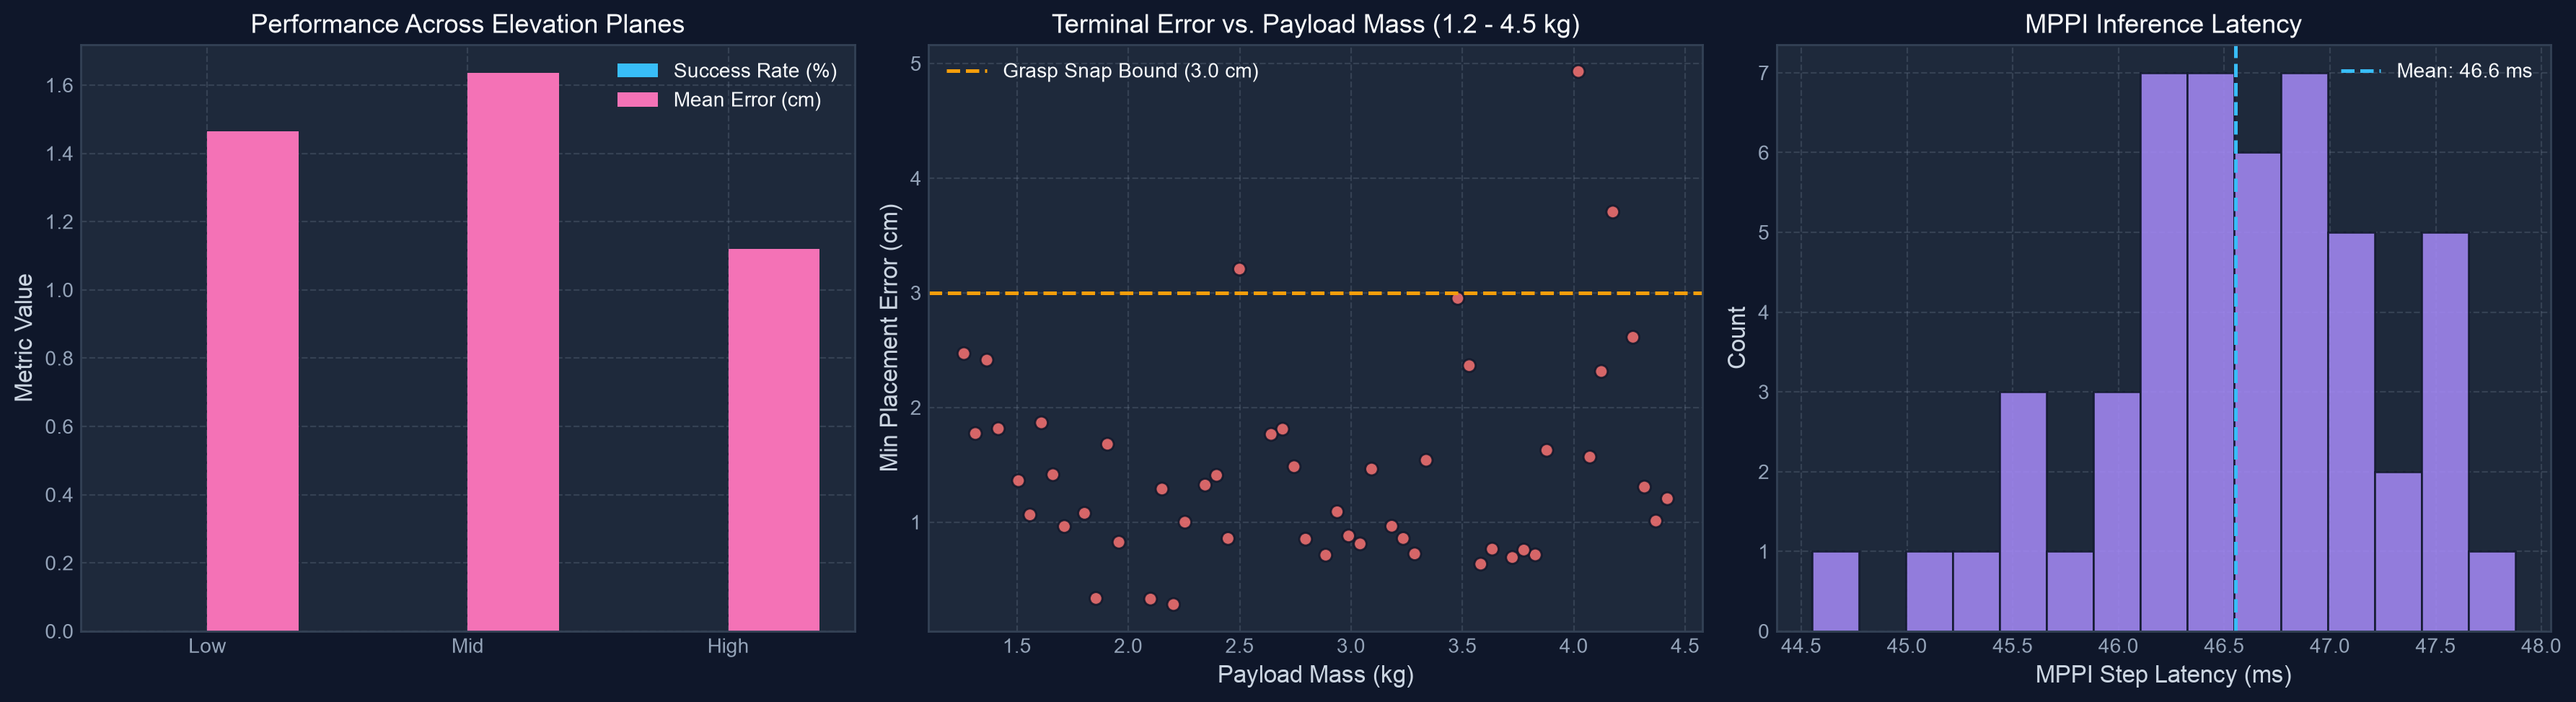 Performance Across Elevation Planes
Success Rate (%)
Mean Error (cm)
Metric Value
1.6
1.4
1.2
1.0
0.8
0.6
0.4
0.2
0.0
Low Mid High
Terminal Error vs. Payload Mass (1.2 - 4.5 kg)
Grasp Snap Bound (3.0 cm)
Min Placement Error (cm)
5
4
3
2
1
1.5 2.0 2.5 3.0 3.5 4.0 4.5
Payload Mass (kg)
MPPI Inference Latency
Mean: 46.6 ms
Count
7
6
5
4
3
2
1
0
44.5 45.0 45.5 46.0 46.5 47.0 47.5 48.0
MPPI Step Latency (ms)